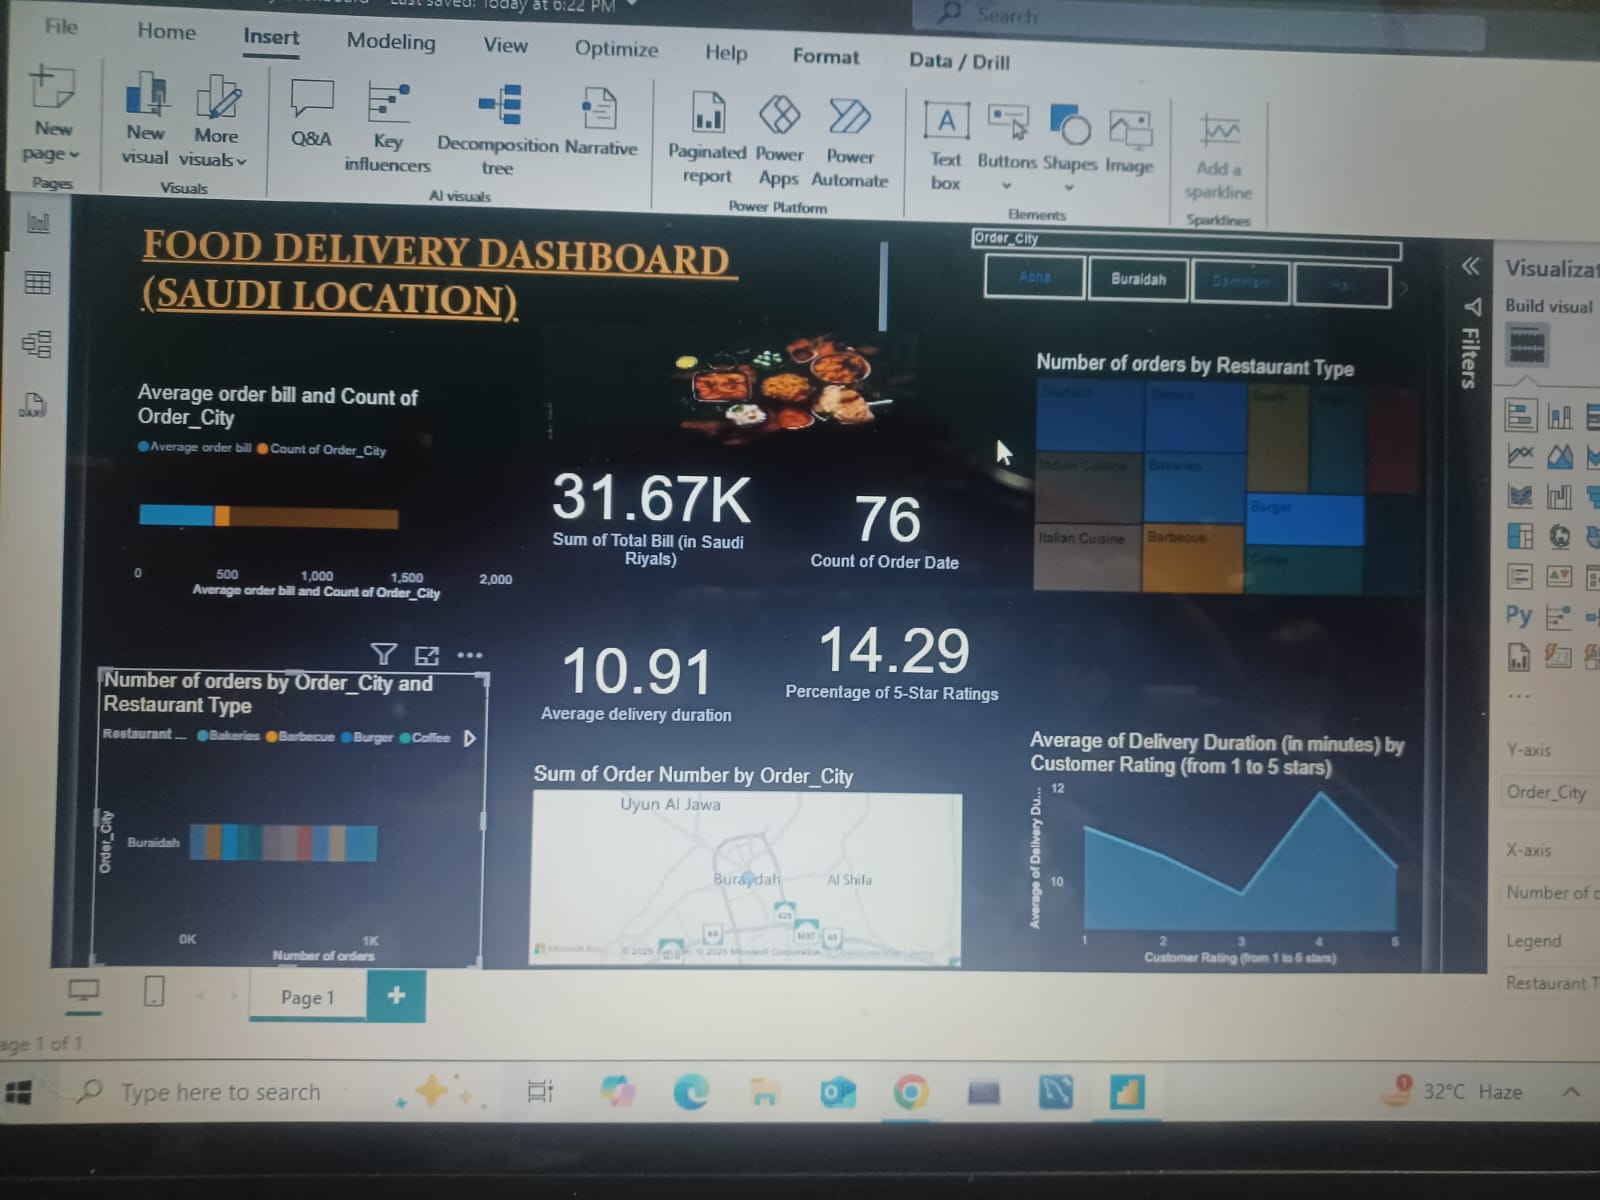 Last saved: Today at 6:22 PM
Search
File
Home
Insert
Modeling
View
Optimize
Help
Format
Data / Drill
New page
New visual
More visuals
Q&A
Key influencers
Decomposition tree
Narrative
Paginated report
Power Apps
Power Automate
Text box
Buttons
Shapes
Image
Add a sparkline
Pages
Visuals
AI visuals
Power Platform
Elements
Sparklines
FOOD DELIVERY DASHBOARD
(SAUDI LOCATION)
Order_City
Abha
Buraidah
Dammam
Visualizat
Build visual
Filters
DAX
Average order bill and Count of
Order_City
Average order bill
Count of Order_City
0
500
1,000
1,500
2,000
Average order bill and Count of Order_City
31.67K
Sum of Total Bill (in Saudi
Riyals)
76
Count of Order Date
Number of orders by Restaurant Type
Seafood
Indian Cuisine
Bakeries
Burger
Italian Cuisine
Barbecue
Coffee
10.91
Average delivery duration
14.29
Percentage of 5-Star Ratings
Number of orders by Order_City and
Restaurant Type
Restaurant ...
Bakeries
Barbecue
Burger
Coffee
Order_City
Buraidah
0K
1K
Number of orders
Sum of Order Number by Order_City
Uyun Al Jawa
Buraydah
Al Shifa
Average of Delivery Duration (in minutes) by
Customer Rating (from 1 to 5 stars)
Average of Delivery Du...
12
10
1
2
3
4
5
Customer Rating (from 1 to 5 stars)
Py
Y-axis
Order_City
X-axis
Number of o
Legend
Restaurant T
Page 1
age 1 of 1
Type here to search
1
32°C Haze